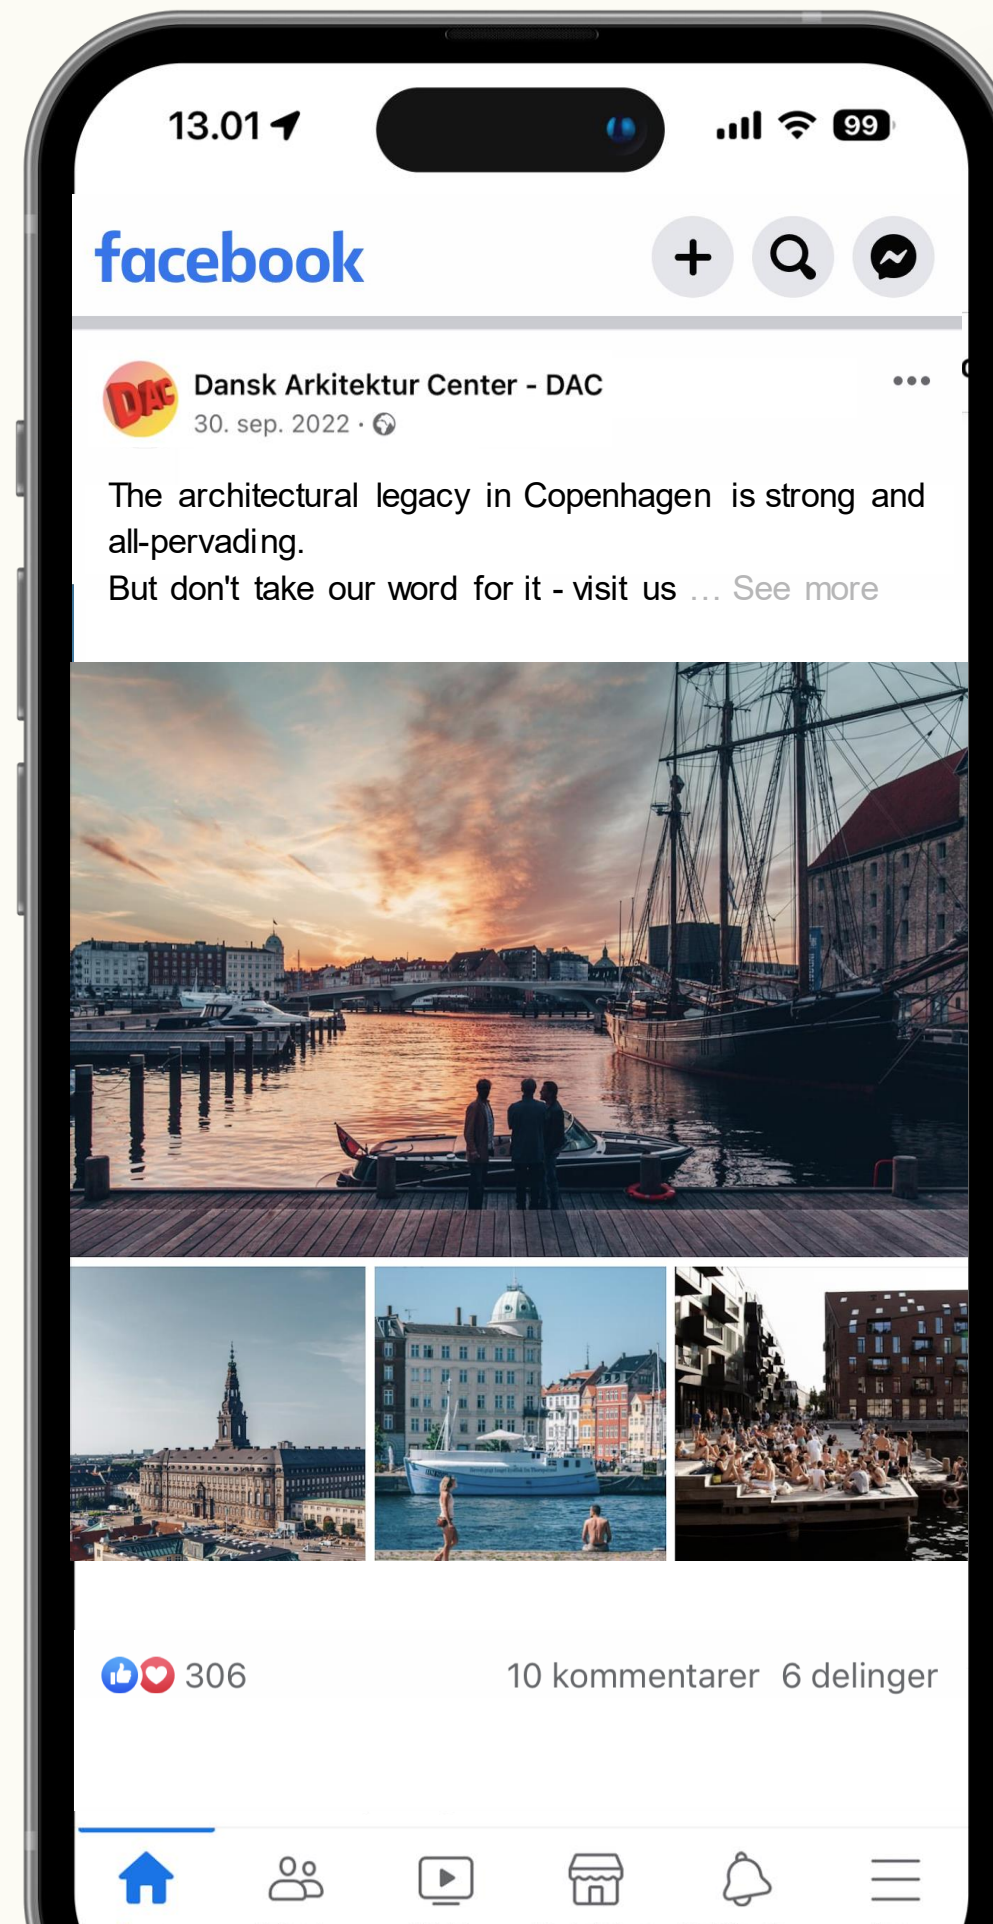 13.01
99
facebook
DAC
Dansk Arkitektur Center - DAC
30. sep. 2022 ·
The architectural legacy in Copenhagen is strong and
all-pervading.
But don't take our word for it - visit us ... See more
306
10 kommentarer 6 delinger